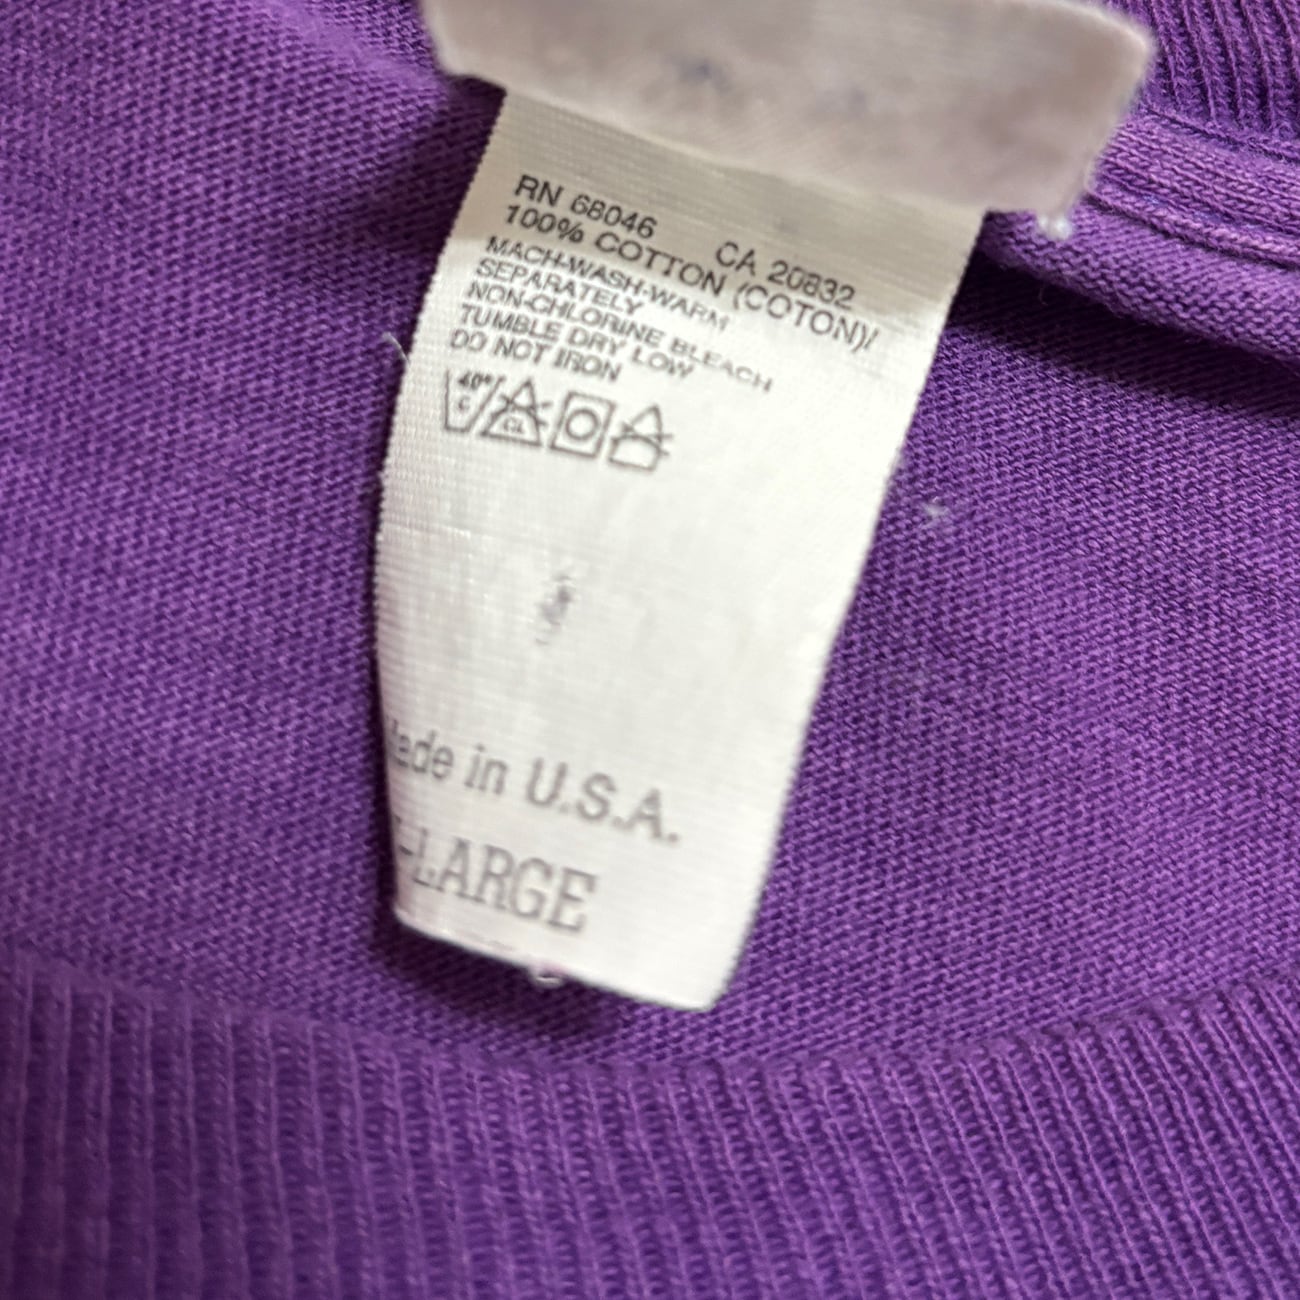 RN 68046 CA 20832
100% COTTON (COTON)/
MACH-WASH-WARM
SEPARATELY
NON-CHLORINE BLEACH
TUMBLE DRY LOW
DO NOT IRON
40°
C
CL
Made in U.S.A.
-LARGE